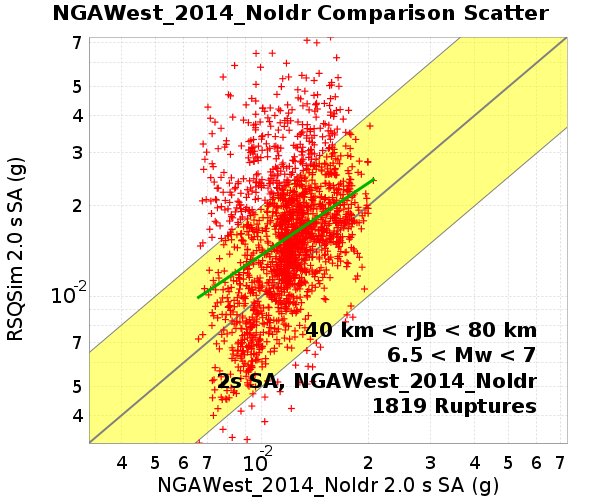 NGAWest_2014_NoIdr Comparison Scatter
RSQSim 2.0 s SA (g)
7
5
4
3
2
10-2
7
5
4
40 km < rJB < 80 km
6.5 < Mw < 7
2s SA, NGAWest_2014_NoIdr
1819 Ruptures
4 5 6 7 10-2 2 3 4 5 6 7
NGAWest_2014_NoIdr 2.0 s SA (g)